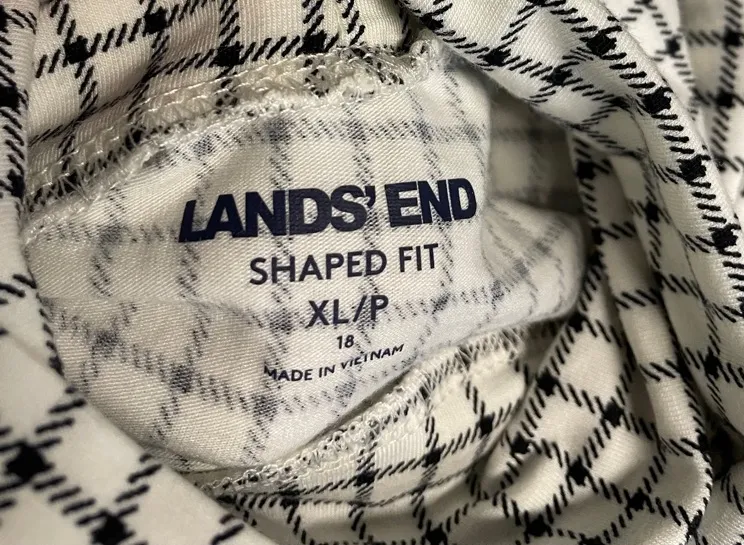 LANDS' END
SHAPED FIT
XL/P
18
MADE IN VIETNAM